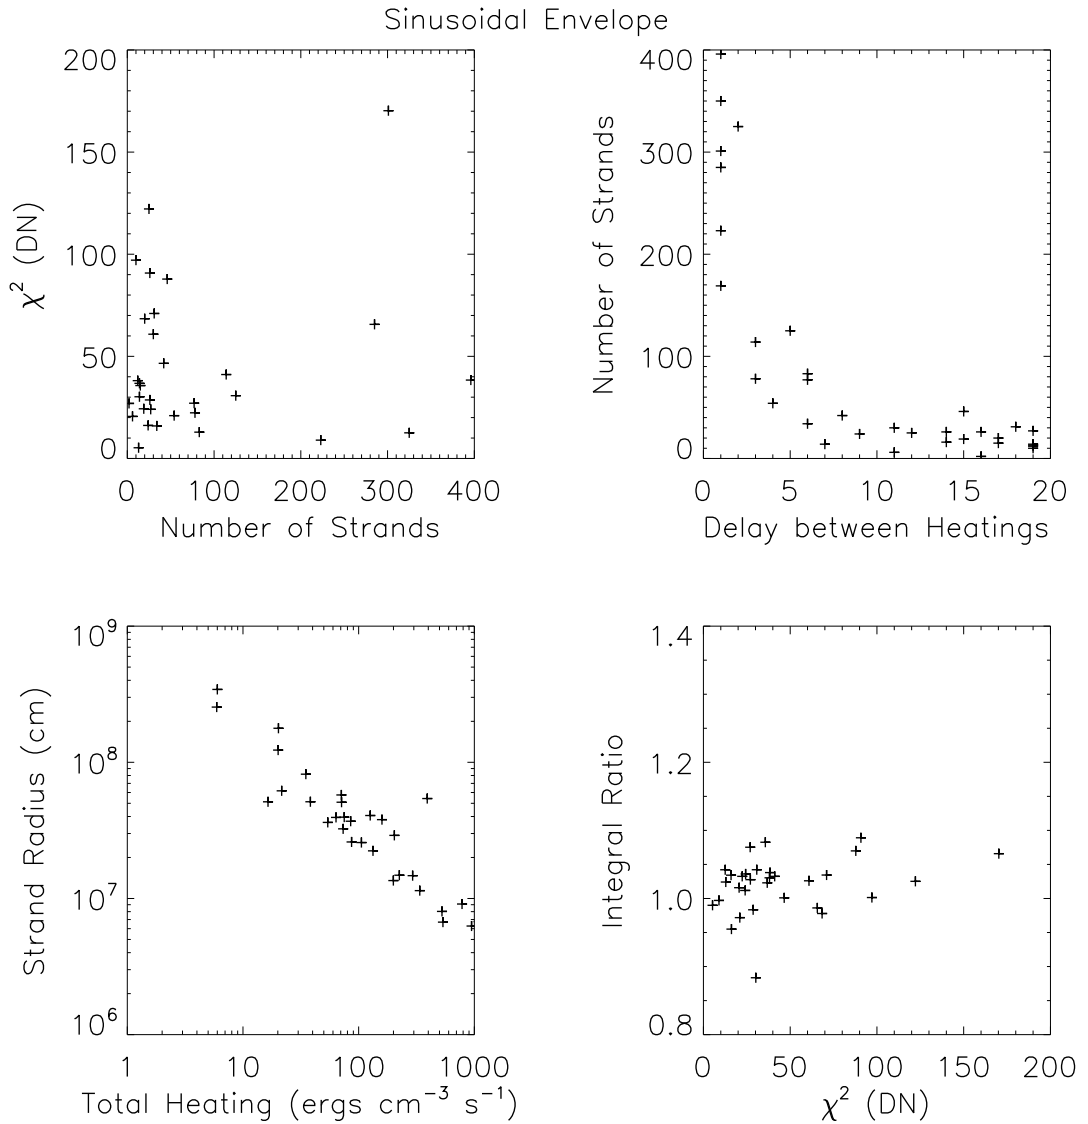 Sinusoidal Envelope
200
150
100
50
0
χ² (DN)
0 100 200 300 400
Number of Strands
400
300
200
100
0
Number of Strands
0 5 10 15 20
Delay between Heatings
10⁹
10⁸
10⁷
10⁶
Strand Radius (cm)
1 10 100 1000
Total Heating (ergs cm⁻³ s⁻¹)
1.4
1.2
1.0
0.8
Integral Ratio
0 50 100 150 200
χ² (DN)